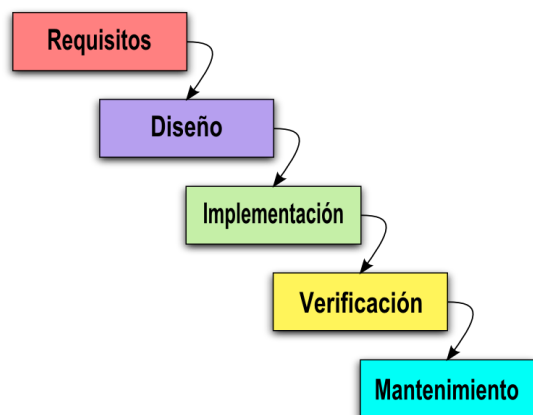 Requisitos
Diseño
Implementación
Verificación
Mantenimiento